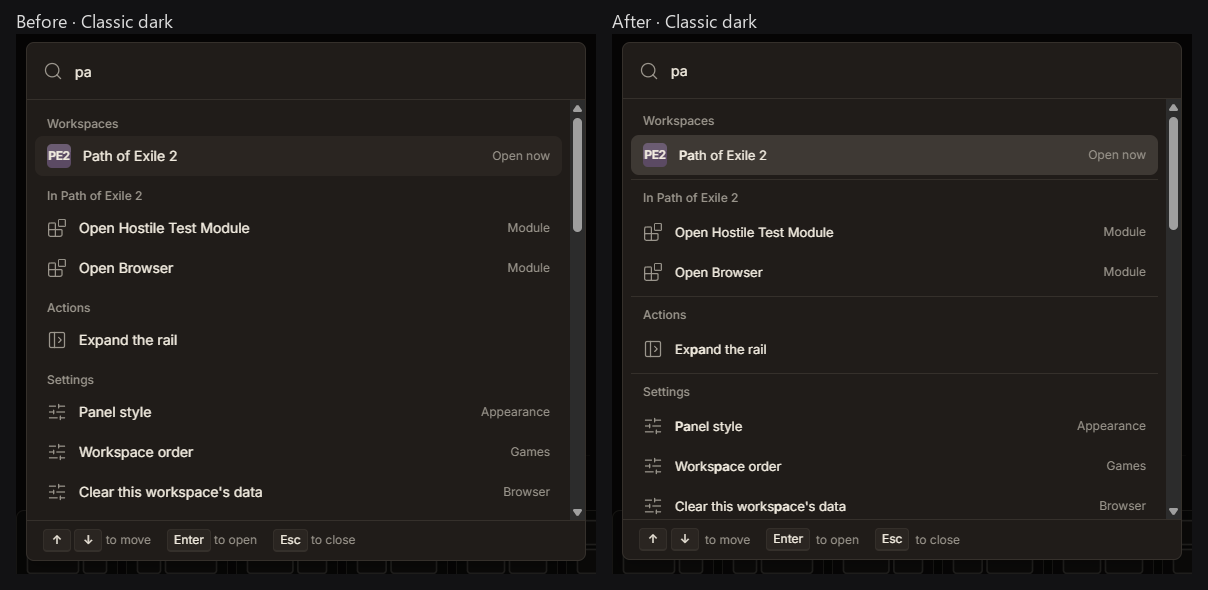 Before · Classic dark
pa
Workspaces
PE2 Path of Exile 2 Open now
In Path of Exile 2
Open Hostile Test Module Module
Open Browser Module
Actions
Expand the rail
Settings
Panel style Appearance
Workspace order Games
Clear this workspace's data Browser
↑ ↓ to move Enter to open Esc to close
After · Classic dark
pa
Workspaces
PE2 Path of Exile 2 Open now
In Path of Exile 2
Open Hostile Test Module Module
Open Browser Module
Actions
Expand the rail
Settings
Panel style Appearance
Workspace order Games
Clear this workspace's data Browser
↑ ↓ to move Enter to open Esc to close